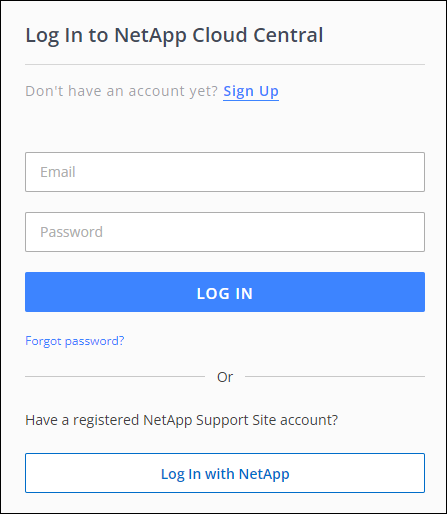 Log In to NetApp Cloud Central
Don't have an account yet? Sign Up
Email
Password
LOG IN
Forgot password?
Or
Have a registered NetApp Support Site account?
Log In with NetApp